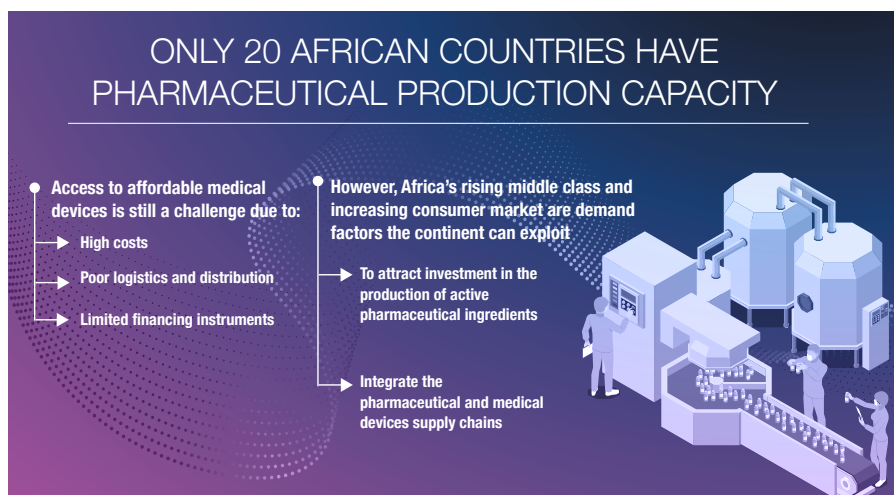 ONLY 20 AFRICAN COUNTRIES HAVE
PHARMACEUTICAL PRODUCTION CAPACITY
Access to affordable medical
devices is still a challenge due to:
High costs
Poor logistics and distribution
Limited financing instruments
However, Africa’s rising middle class and
increasing consumer market are demand
factors the continent can exploit
To attract investment in the
production of active
pharmaceutical ingredients
Integrate the
pharmaceutical and medical
devices supply chains